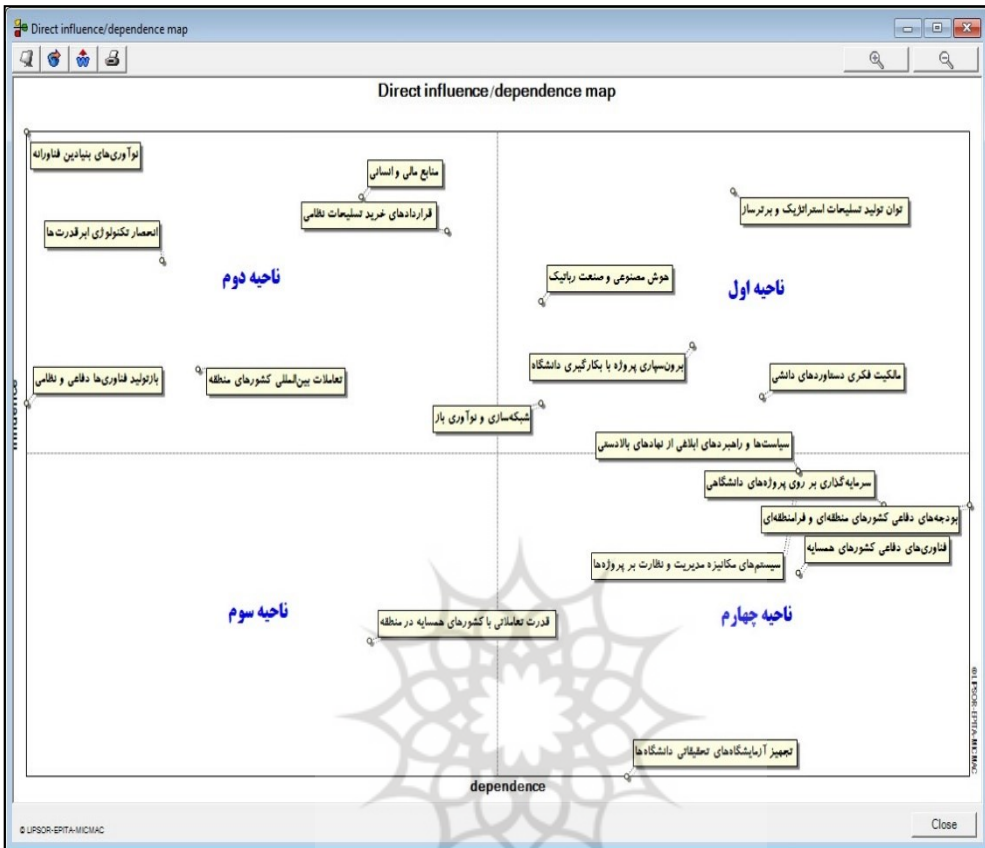 Direct influence/dependence map
Direct influence/dependence map
نوآوری‌های بنیادین فناورانه
منابع مالی و انسانی
توان تولید تسلیحات استراتژیک و برترساز
قراردادهای خرید تسلیحات نظامی
انحصار تکنولوژی ابرقدرت‌ها
هوش مصنوعی و صنعت رباتیک
ناحیه دوم
ناحیه اول
برون‌سپاری پروژه با بکارگیری دانشگاه
بازتولید فناوری‌ها دفاعی و نظامی
تعاملات بین‌المللی کشورهای منطقه
مالکیت فکری دستاوردهای دانشی
influence
شبکه‌سازی و نوآوری باز
سیاست‌ها و راهبردهای ابلاغی از نهادهای بالادستی
سرمایه‌گذاری بر روی پروژه‌های دانشگاهی
بودجه‌های دفاعی کشورهای منطقه‌ای و فرامنطقه‌ای
فناوری‌های دفاعی کشورهای همسایه
سیستم‌های مکانیزه مدیریت و نظارت بر پروژه‌ها
ناحیه سوم
ناحیه چهارم
قدرت تعاملاتی با کشورهای همسایه در منطقه
تجهیز آزمایشگاه‌های تحقیقاتی دانشگاه‌ها
© LIPSOR-EPITA-MICMAC
dependence
© LIPSOR-EPITA-MICMAC
Close